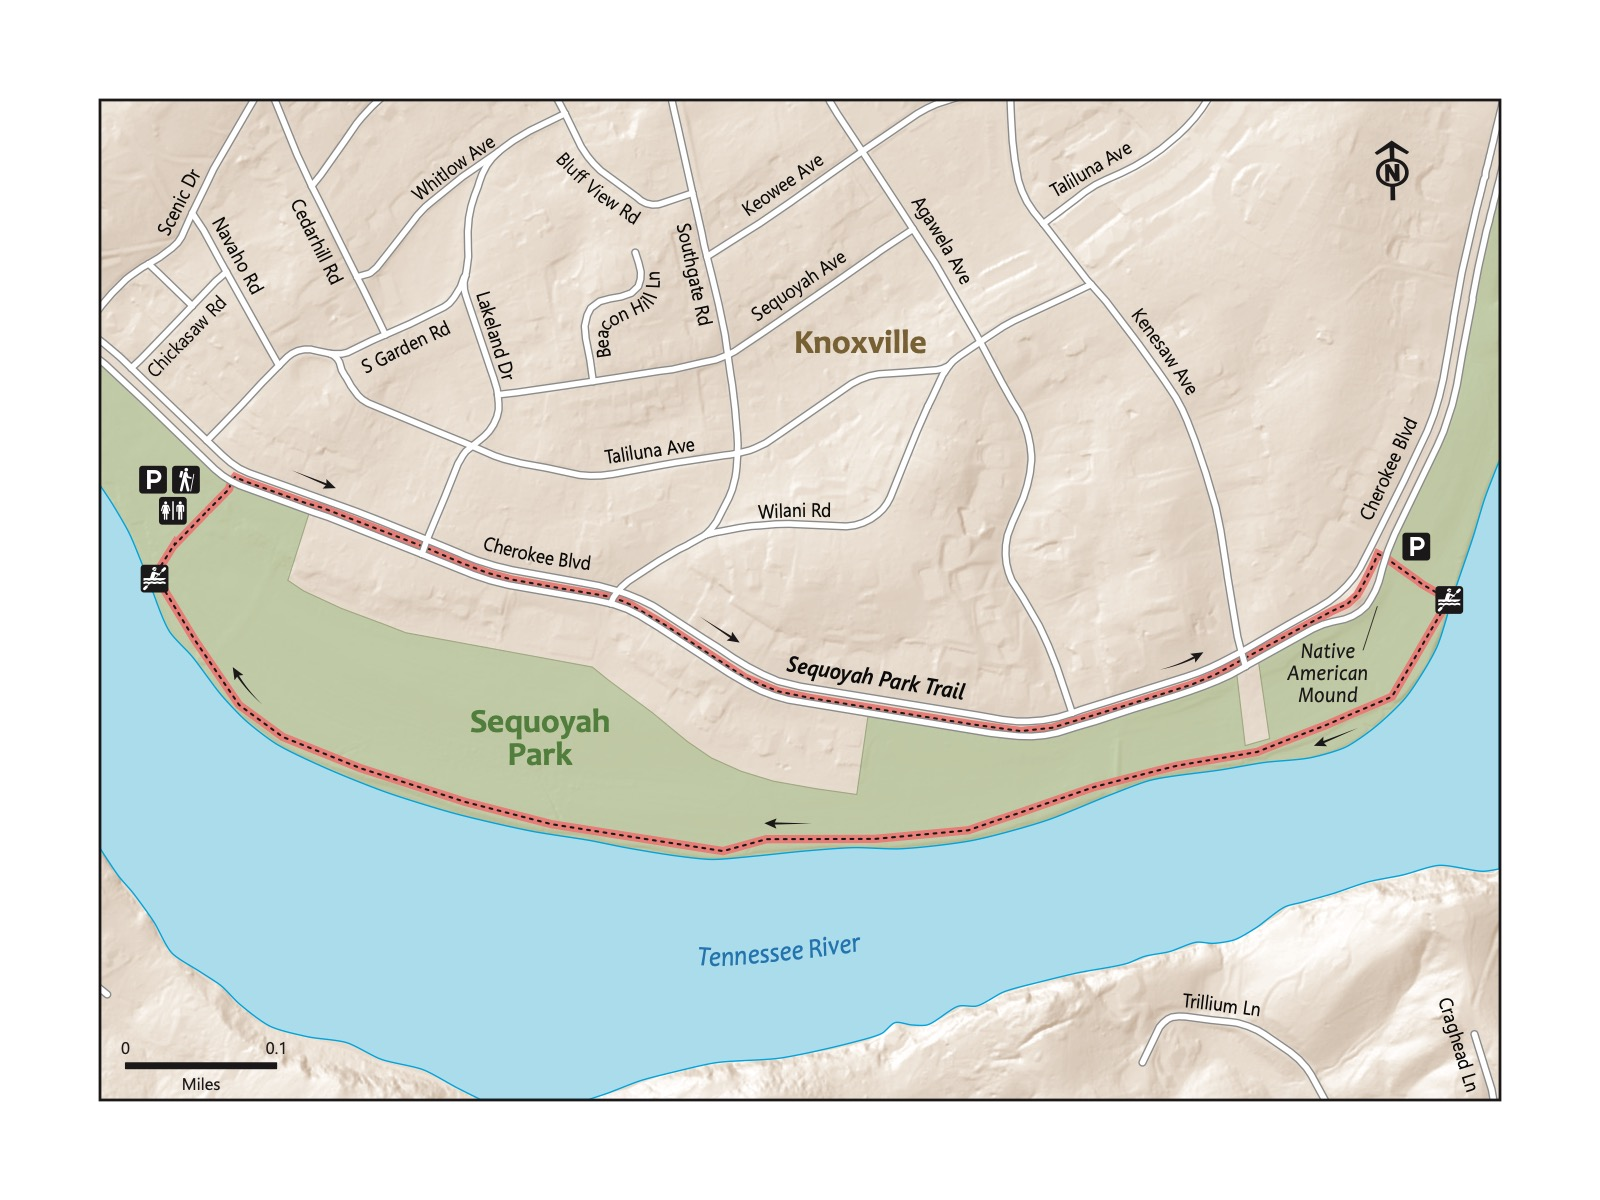 Scenic Dr
Navaho Rd
Cedarhill Rd
Whitlow Ave
Bluff View Rd
Keowee Ave
Taliluna Ave
N
Chickasaw Rd
S Garden Rd
Lakeland Dr
Beacon Hill Ln
Southgate Rd
Sequoyah Ave
Agawela Ave
Knoxville
Kenesaw Ave
Taliluna Ave
Wilani Rd
Cherokee Blvd
P
Cherokee Blvd
P
Sequoyah Park Trail
Native
American
Mound
Sequoyah
Park
Tennessee River
Trillium Ln
Craghead Ln
0 0.1
Miles